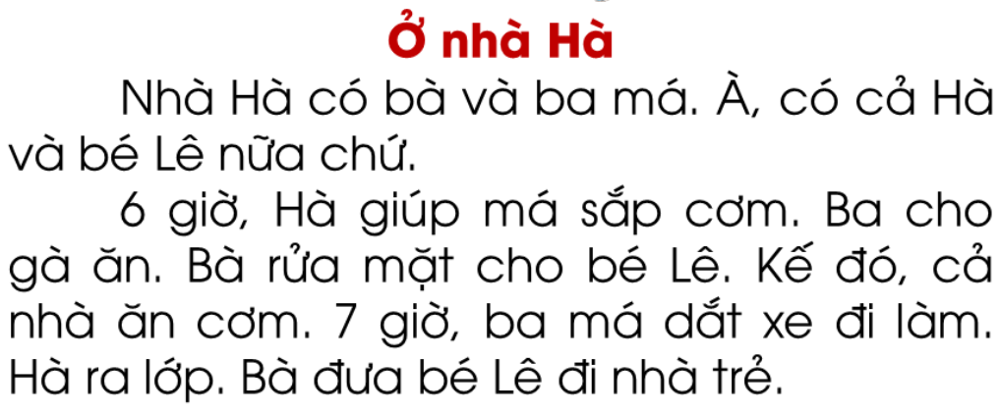 Ở nhà Hà
Nhà Hà có bà và ba má. À, có cả Hà
và bé Lê nữa chứ.
6 giờ, Hà giúp má sắp cơm. Ba cho
gà ăn. Bà rửa mặt cho bé Lê. Kế đó, cả
nhà ăn cơm. 7 giờ, ba má dắt xe đi làm.
Hà ra lớp. Bà đưa bé Lê đi nhà trẻ.